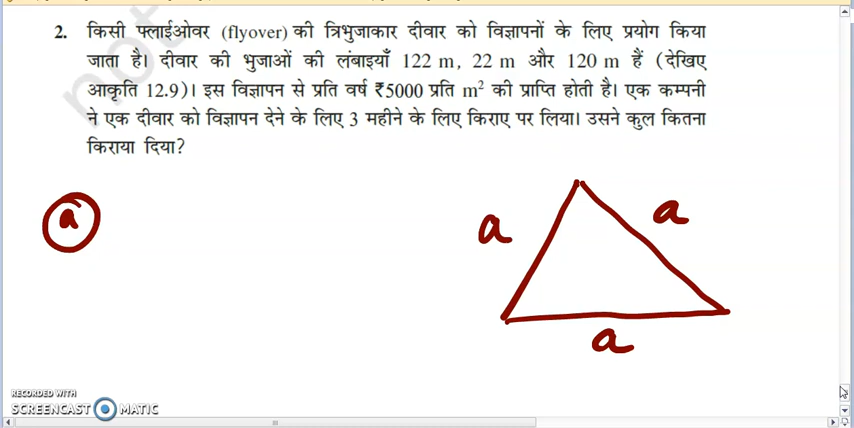 2. किसी फ्लाईओवर (flyover) की त्रिभुजाकार दीवार को विज्ञापनों के लिए प्रयोग किया
जाता है। दीवार की भुजाओं की लंबाइयाँ 122 m, 22 m और 120 m हैं (देखिए
आकृति 12.9)। इस विज्ञापन से प्रति वर्ष ₹5000 प्रति m² की प्राप्ति होती है। एक कम्पनी
ने एक दीवार को विज्ञापन देने के लिए 3 महीने के लिए किराए पर लिया। उसने कुल कितना
किराया दिया?
not
a
a
a
a
RECORDED WITH
SCREENCAST MATIC